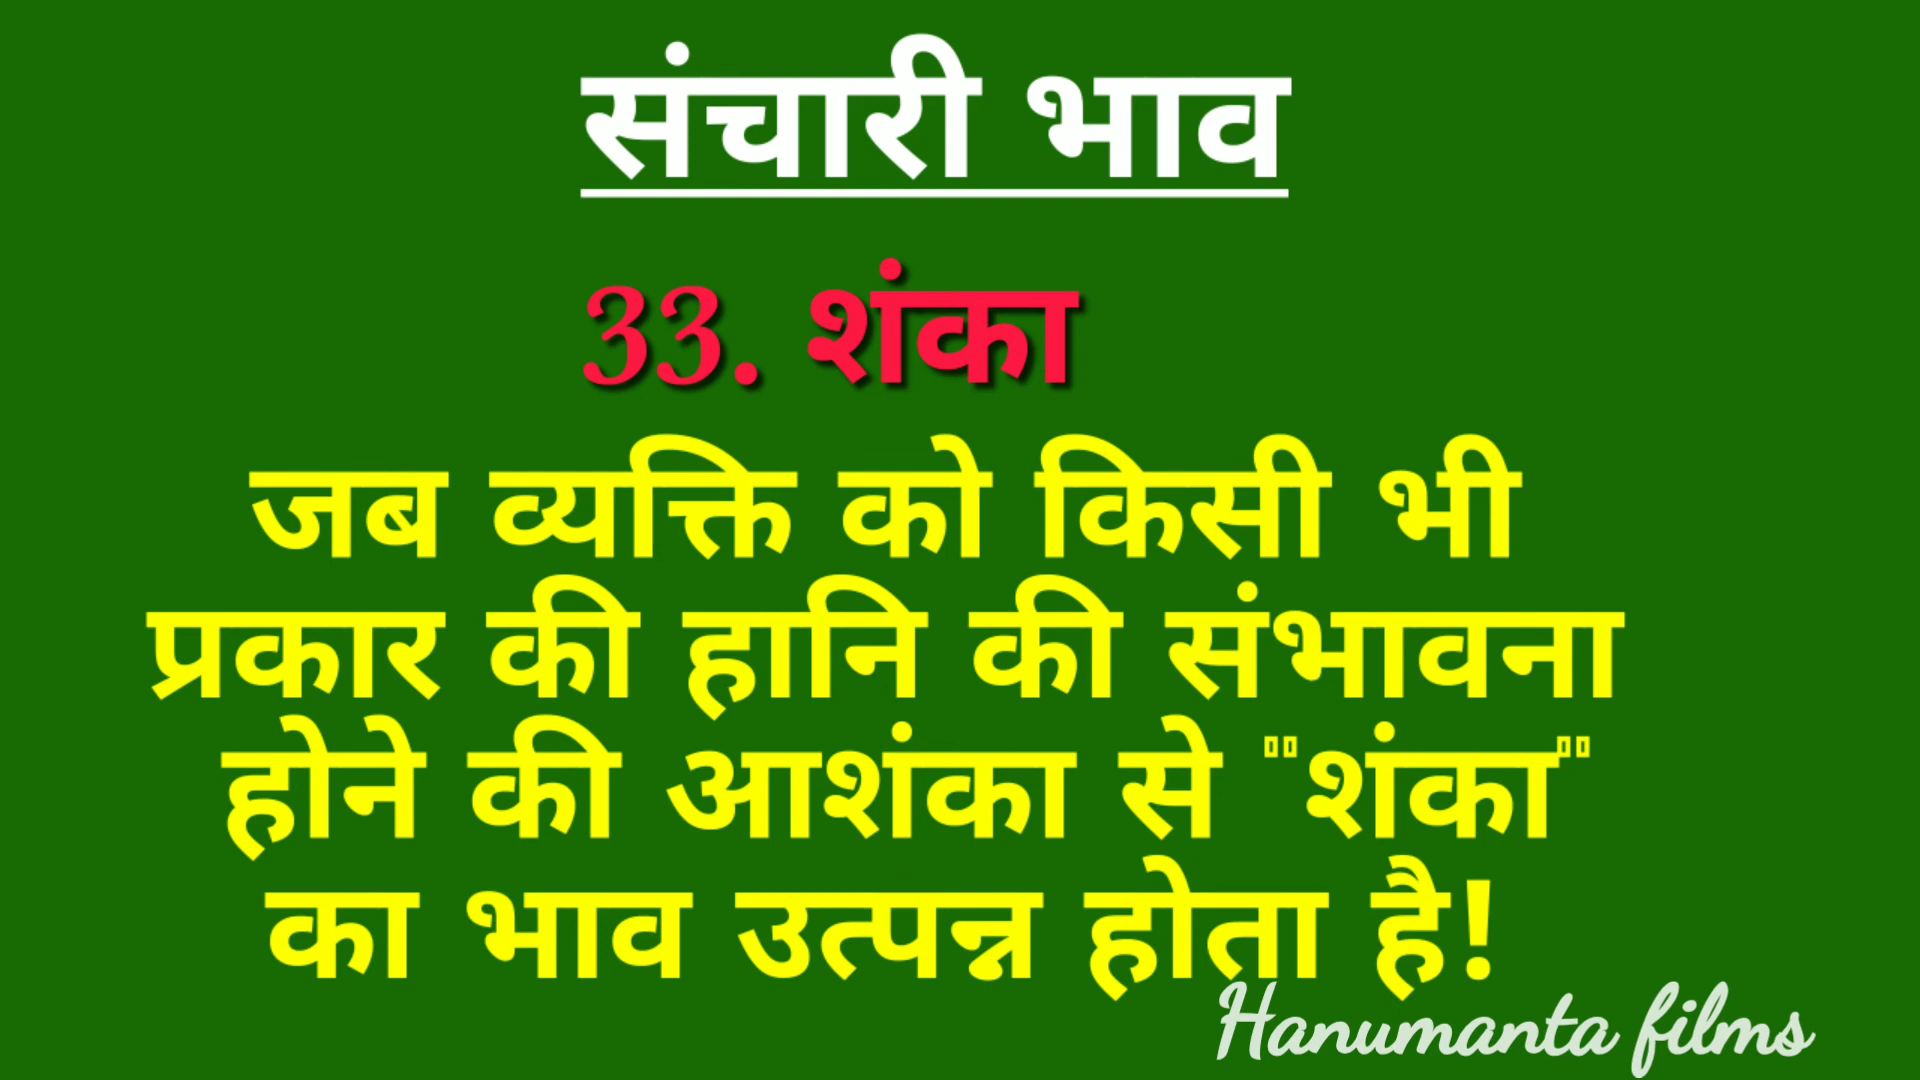 संचारी भाव
33. शंका
जब व्यक्ति को किसी भी
प्रकार की हानि की संभावना
होने की आशंका से "शंका"
का भाव उत्पन्न होता है!
Hanumanta films